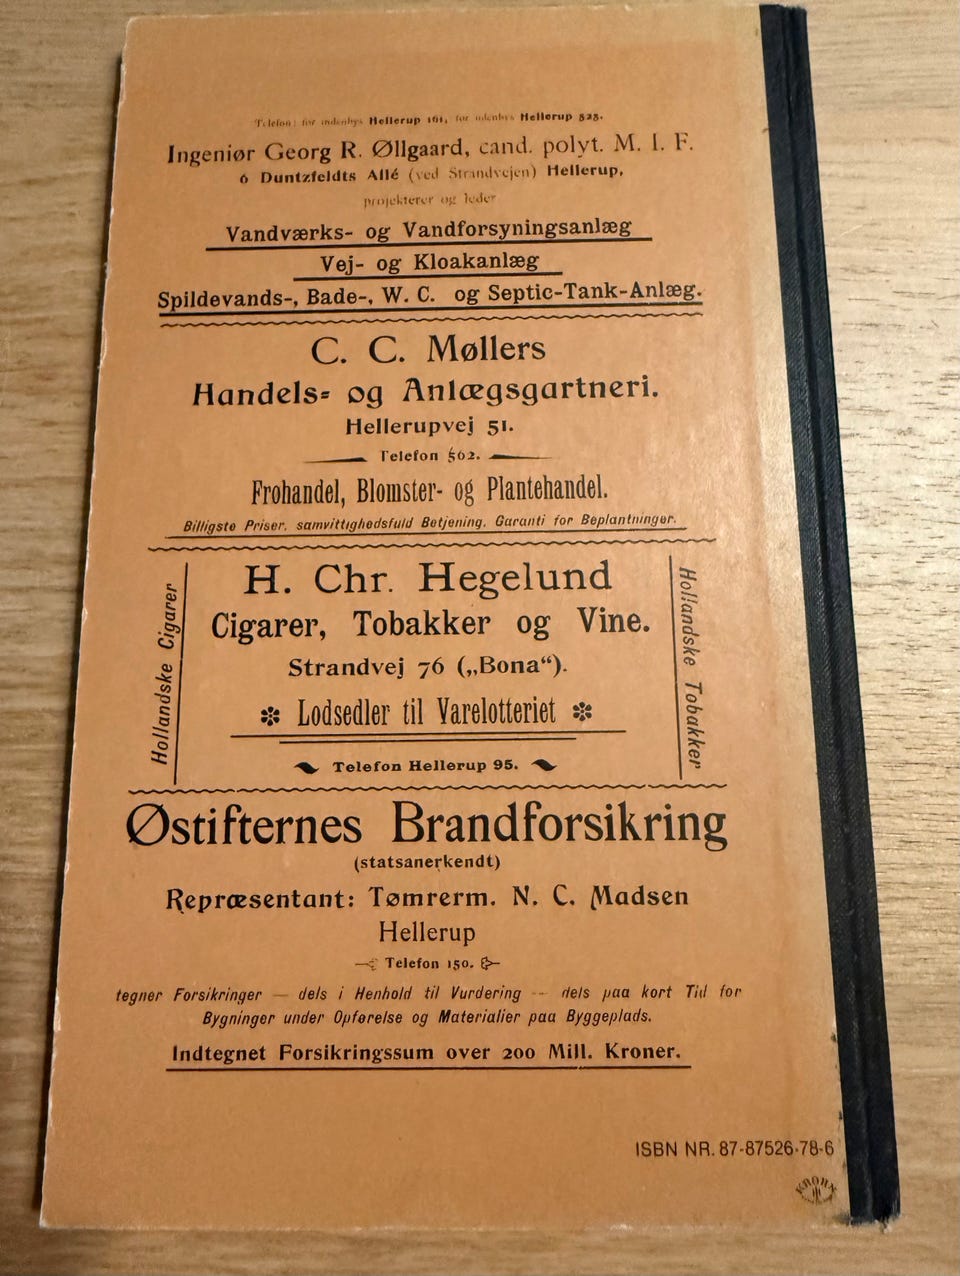 Telefon: for indenbys Hellerup 161, for udenbys Hellerup 525.
Ingeniør Georg R. Øllgaard, cand. polyt. M. I. F.
6 Duntzfeldts Allé (ved Strandvejen) Hellerup,
projekterer og leder
Vandværks- og Vandforsyningsanlæg
Vej- og Kloakanlæg
Spildevands-, Bade-, W. C. og Septic-Tank-Anlæg.
C. C. Møllers
Handels- og Anlægsgartneri.
Hellerupvej 51.
Telefon 562.
Frøhandel, Blomster- og Plantehandel.
Billigste Priser, samvittighedsfuld Betjening. Garanti for Beplantninger.
Hollandske Cigarer
H. Chr. Hegelund
Cigarer, Tobakker og Vine.
Strandvej 76 („Bona“).
Lodsedler til Varelotteriet
Telefon Hellerup 95.
Hollandske Tobakker
Østifternes Brandforsikring
(statsanerkendt)
Repræsentant: Tømrerm. N. C. Madsen
Hellerup
Telefon 150.
tegner Forsikringer — dels i Henhold til Vurdering — dels paa kort Tid for
Bygninger under Opførelse og Materialier paa Byggeplads.
Indtegnet Forsikringssum over 200 Mill. Kroner.
ISBN NR. 87-87526-78-6
KROHN